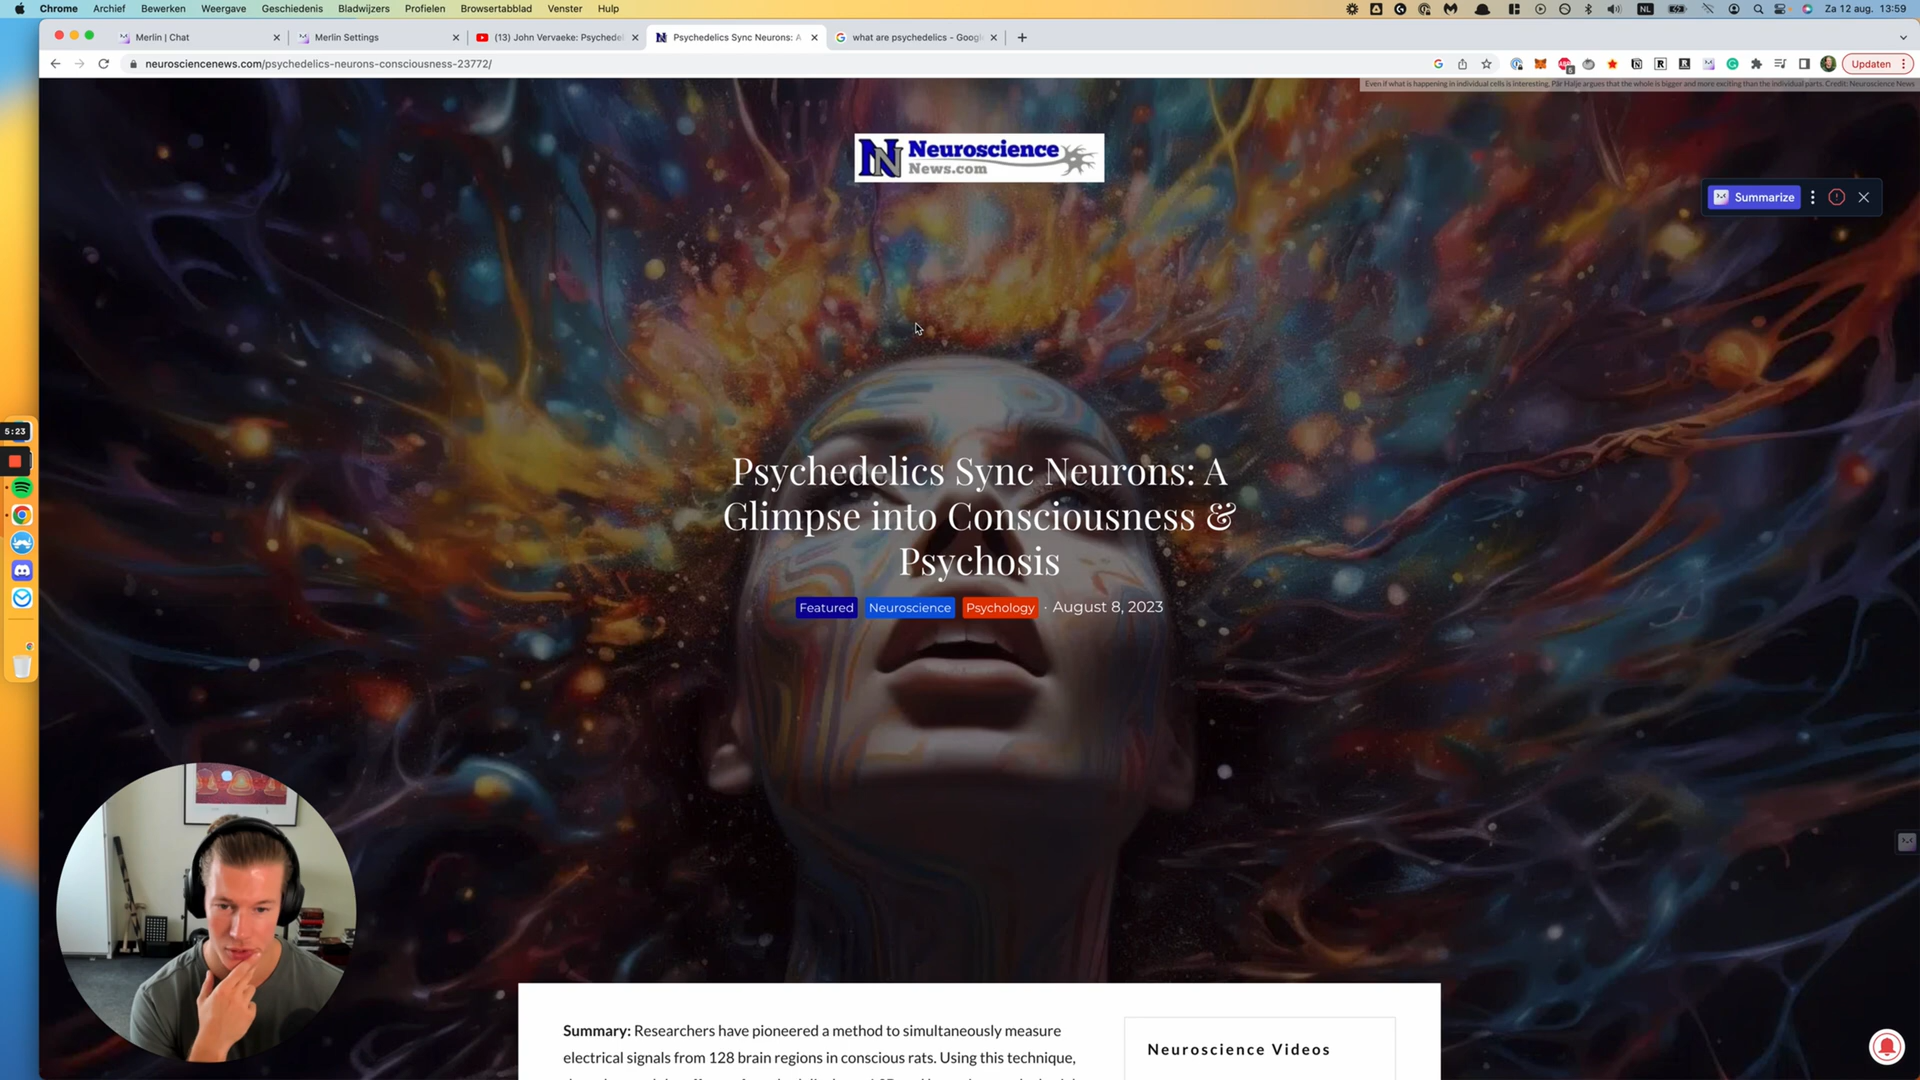 Chrome Archief Bewerken Weergave Geschiedenis Bladwijzers Profielen Browsertabblad Venster Hulp NL Za 12 aug. 13:59
Merlin | Chat Merlin Settings (13) John Vervaeke: Psychedel Psychedelics Sync Neurons: A what are psychedelics - Google
neurosciencenews.com/psychedelics-neurons-consciousness-23772/ Updaten
Even if what is happening in individual cells is interesting, Pär Halje argues that the whole is bigger and more exciting than the individual parts. Credit: Neuroscience News
Neuroscience
News.com
Summarize
5:23
Psychedelics Sync Neurons: A
Glimpse into Consciousness &
Psychosis
Featured Neuroscience Psychology · August 8, 2023
Summary: Researchers have pioneered a method to simultaneously measure
electrical signals from 128 brain regions in conscious rats. Using this technique,
Neuroscience Videos